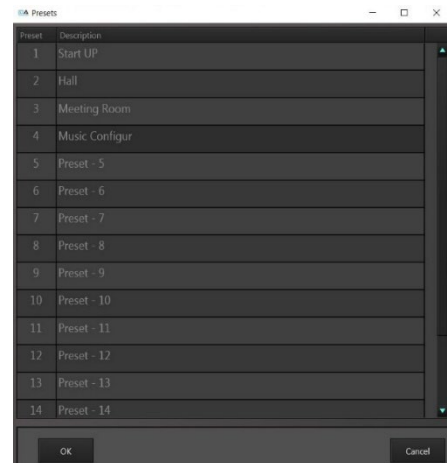 Presets
Preset Description
1 Start UP
2 Hall
3 Meeting Room
4 Music Configur
5 Preset - 5
6 Preset - 6
7 Preset - 7
8 Preset - 8
9 Preset - 9
10 Preset - 10
11 Preset - 11
12 Preset - 12
13 Preset - 13
14 Preset - 14
OK Cancel